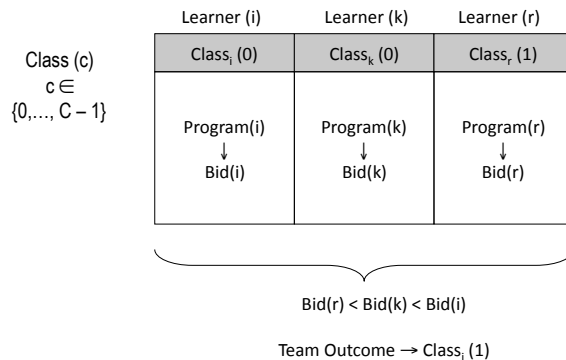 Learner (i) Learner (k) Learner (r)
Class (c)
c ∈
{0,…, C – 1}
Classᵢ (0) Classₖ (0) Classᵣ (1)
Program(i) Program(k) Program(r)
↓ ↓ ↓
Bid(i) Bid(k) Bid(r)
Bid(r) < Bid(k) < Bid(i)
Team Outcome → Classᵢ (1)